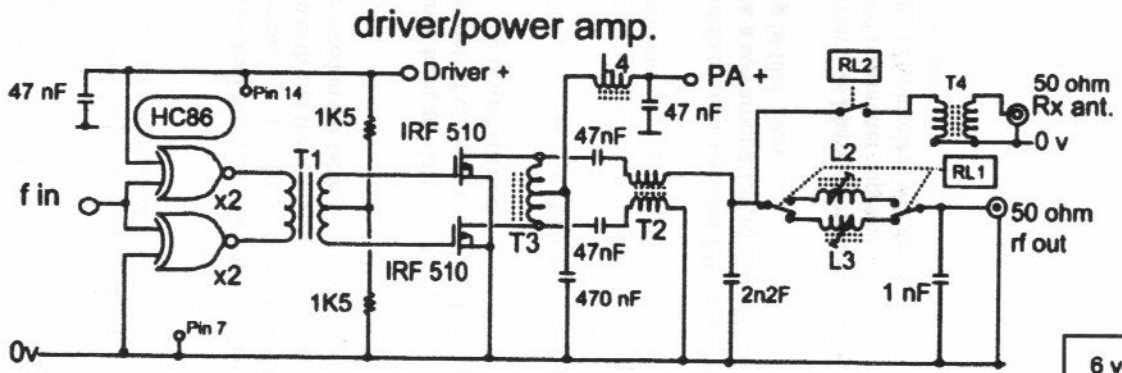 driver/power amp.
47 nF
Pin 14
HC86
Driver +
1K5
IRF 510
L4
PA +
47 nF
RL2
T4
50 ohm
Rx ant.
0 v
f in
x2
x2
T1
T3
47nF
47nF
T2
L2
L3
RL1
50 ohm
rf out
IRF 510
1K5
470 nF
2n2F
1 nF
Pin 7
0v
6 v